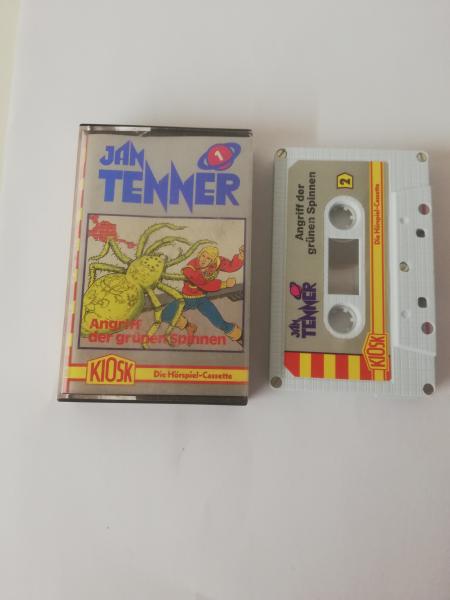 JAN
TENNER
1
Angriff
der grünen Spinnen
KIOSK
Die Hörspiel-Cassette
2
Angriff der
grünen Spinnen
JAN
TENNER
Die Hörspiel-Cassette
KIOSK